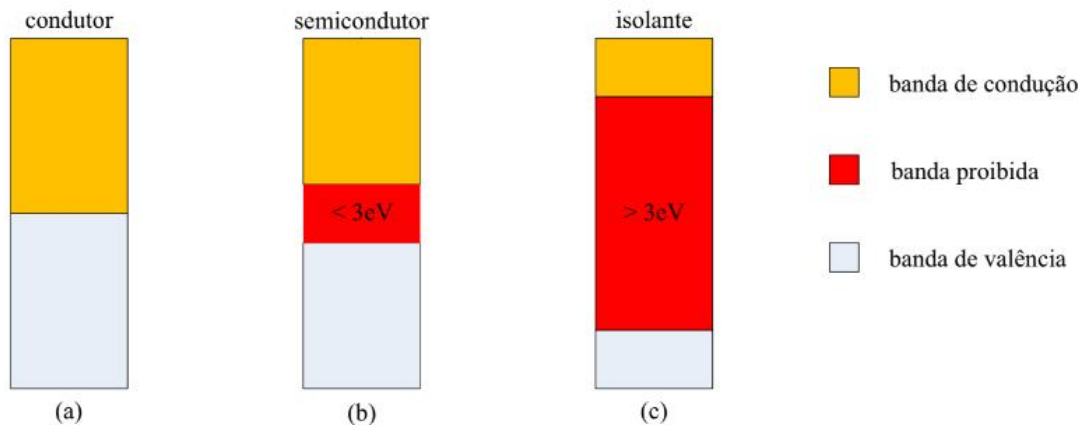 condutor
semicondutor
isolante
banda de condução
banda proibida
< 3eV
> 3eV
banda de valência
(a)
(b)
(c)